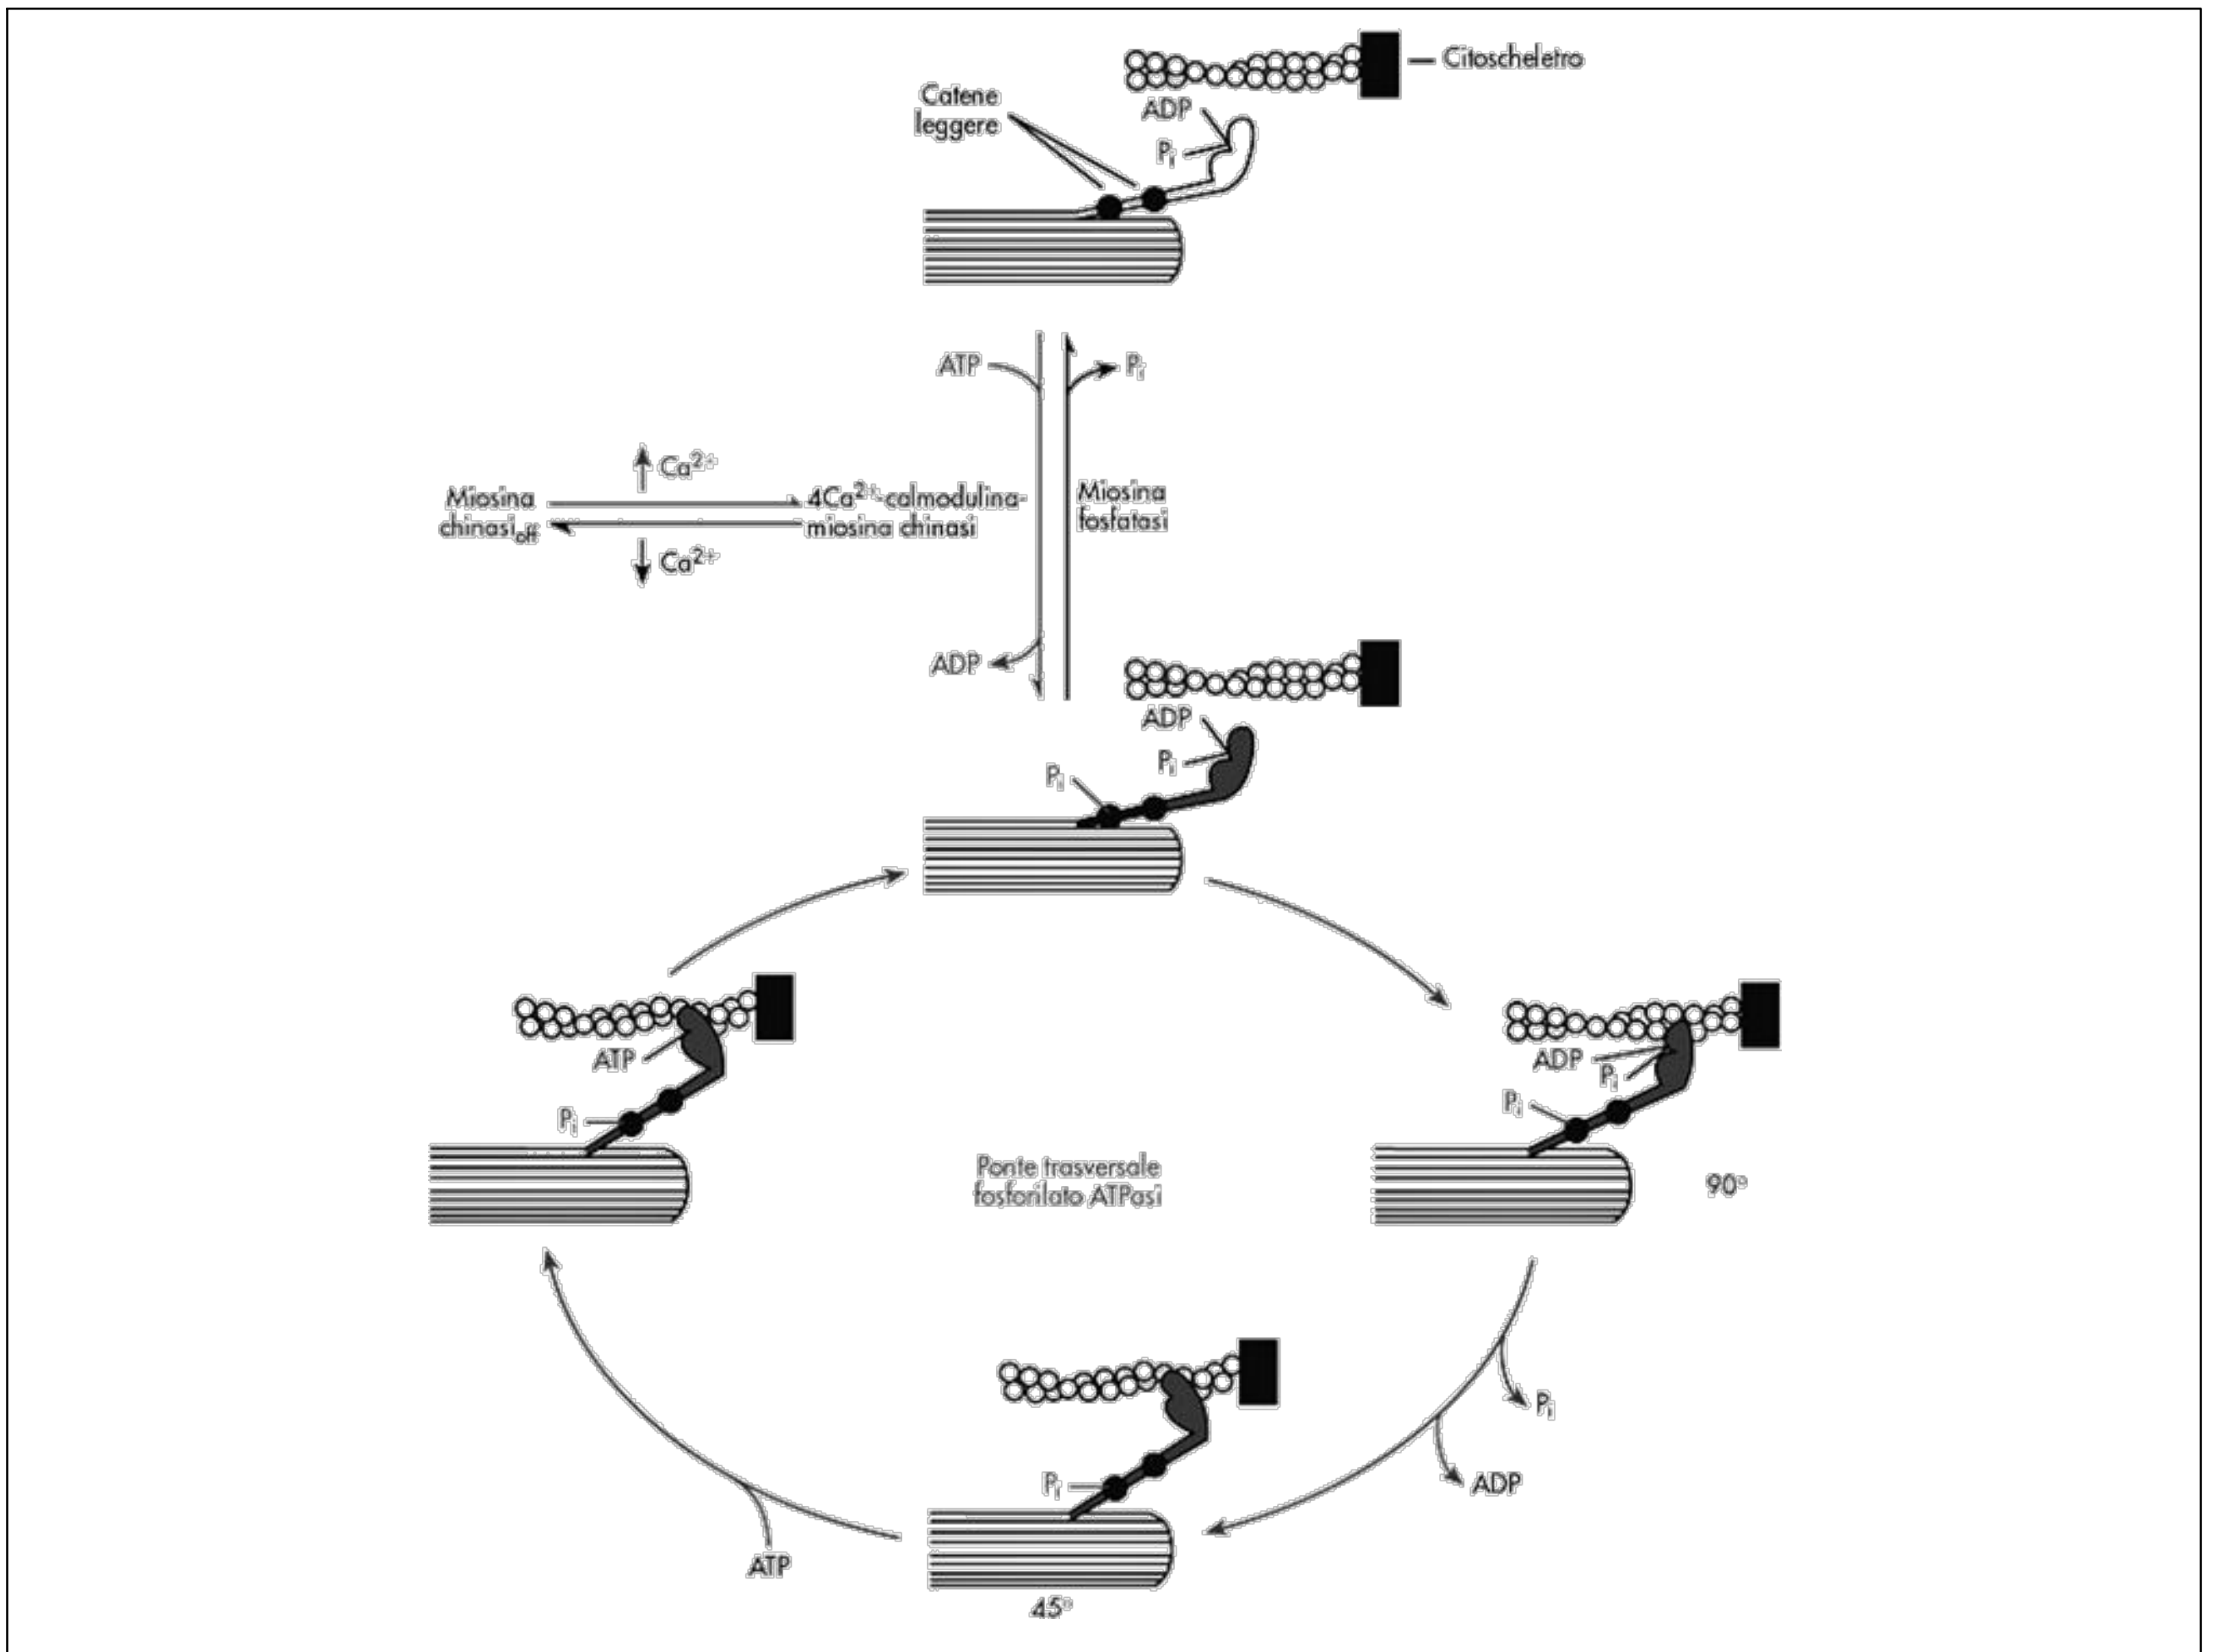 Citoscheletro
Catene
leggere
ADP
Pi
ATP
Pi
Ca2+
Miosina
chinasioff
4Ca2+-calmodulina-
miosina chinasi
Ca2+
Miosina
fosfatasi
ADP
ADP
Pi
Pi
ATP
Pi
ADP
Pi
Pi
Ponte trasversale
fosforilato ATPasi
90°
Pi
ADP
Pi
ATP
45°